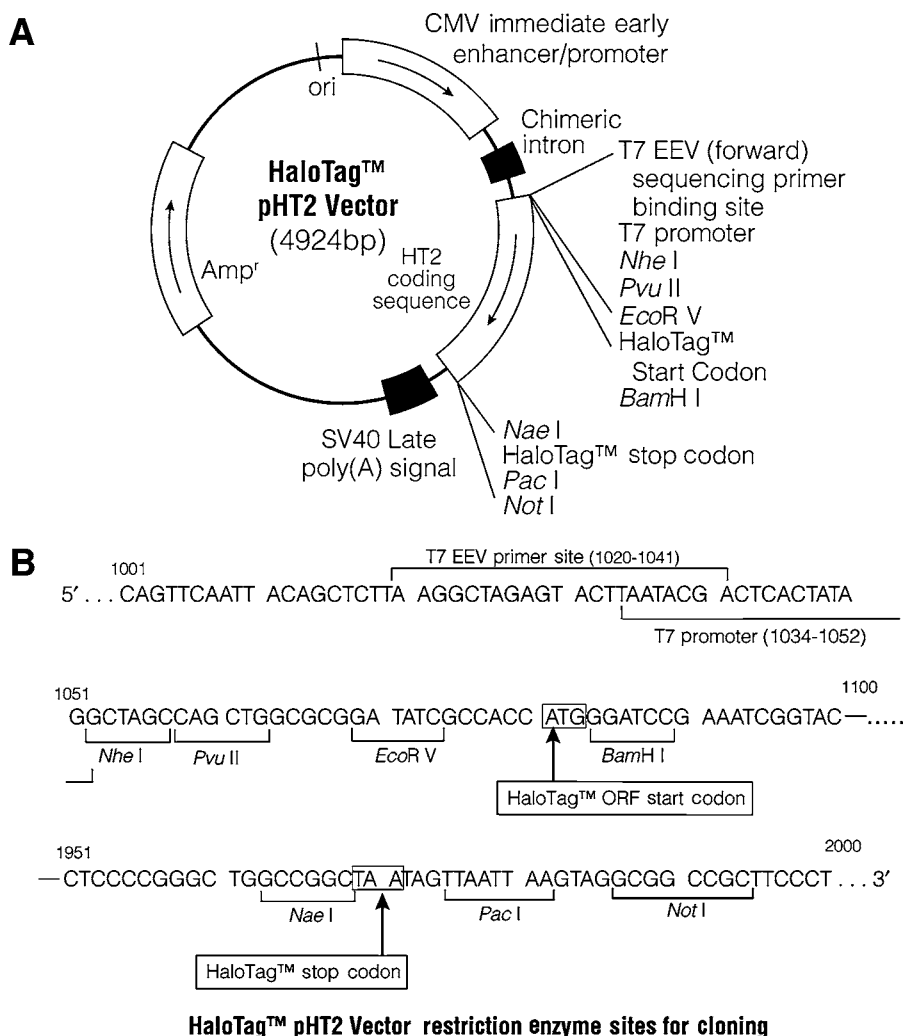 A
CMV immediate early
enhancer/promoter
ori
Chimeric
intron
HaloTag™
pHT2 Vector
(4924bp)
T7 EEV (forward)
sequencing primer
binding site
T7 promoter
Nhe I
Pvu II
EcoR V
HaloTag™
Start Codon
BamH I
HT2
coding
sequence
Ampʳ
SV40 Late
poly(A) signal
Nae I
HaloTag™ stop codon
Pac I
Not I
B
T7 EEV primer site (1020-1041)
1001
5′ . . . CAGTTCAATT ACAGCTCTTA AGGCTAGAGT ACTTAATACG ACTCACTATA
T7 promoter (1034-1052)
1051
1100
GGCTAGCCAG CTGGCGCGGA TATCGCCACC ATGGGATCCG AAATCGGTAC—.....
Nhe I Pvu II EcoR V BamH I
HaloTag™ ORF start codon
1951
2000
—CTCCCCGGGC TGGCCGGCTA ATAGTTAATT AAGTAGGCGG CCGCTTCCCT . . . 3′
Nae I Pac I Not I
HaloTag™ stop codon
HaloTag™ pHT2 Vector restriction enzyme sites for cloning